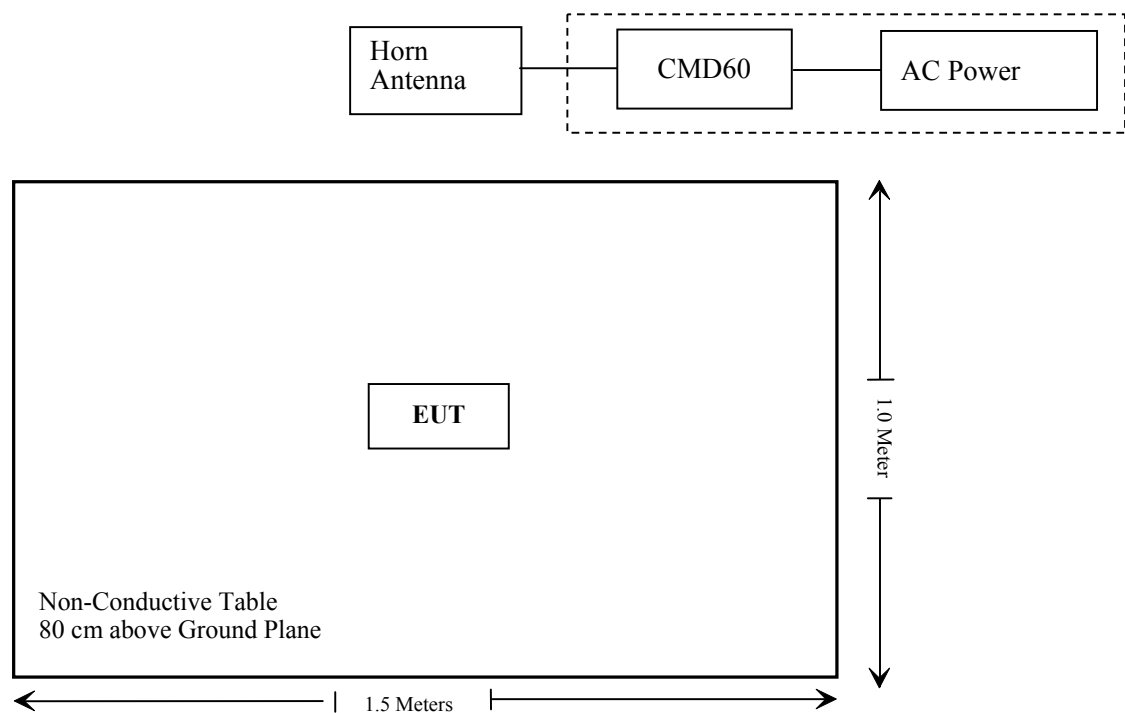 Horn
Antenna
CMD60
AC Power
EUT
1.0 Meter
Non-Conductive Table
80 cm above Ground Plane
1.5 Meters